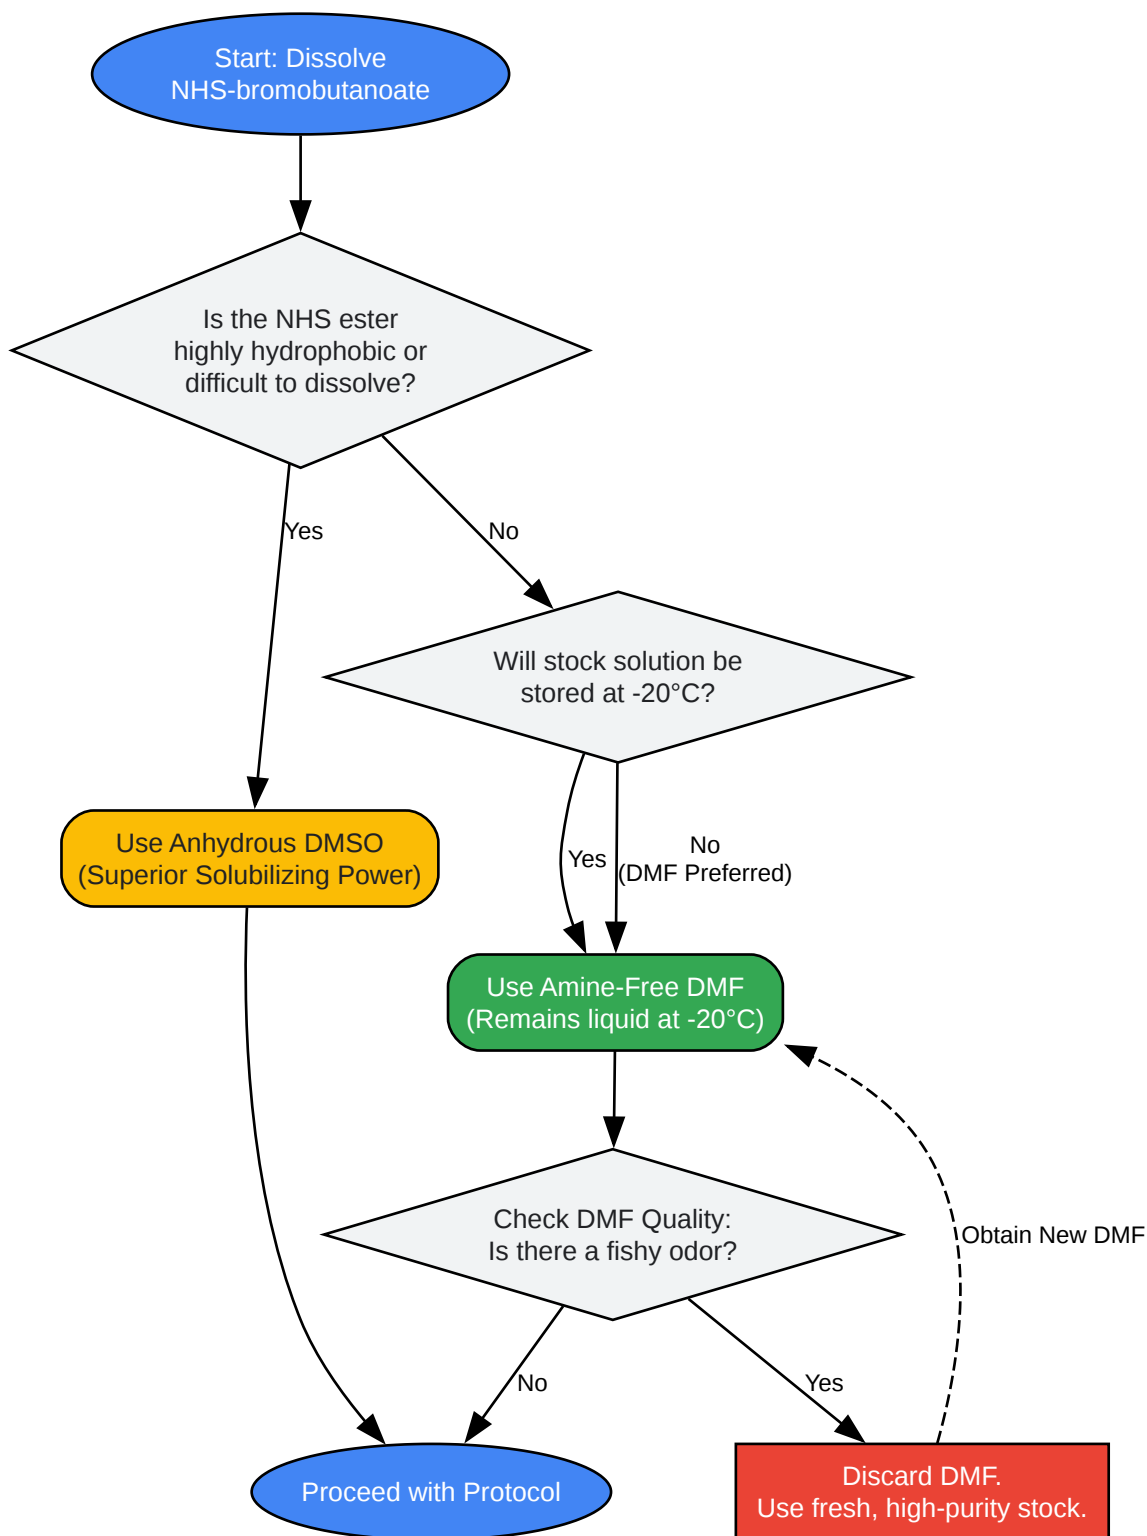 Start: Dissolve
NHS-bromobutanoate
Is the NHS ester
highly hydrophobic or
difficult to dissolve?
Yes
No
Will stock solution be
stored at -20°C?
Use Anhydrous DMSO
(Superior Solubilizing Power)
Yes
No
(DMF Preferred)
Use Amine-Free DMF
(Remains liquid at -20°C)
Check DMF Quality:
Is there a fishy odor?
Obtain New DMF
No
Yes
Proceed with Protocol
Discard DMF.
Use fresh, high-purity stock.